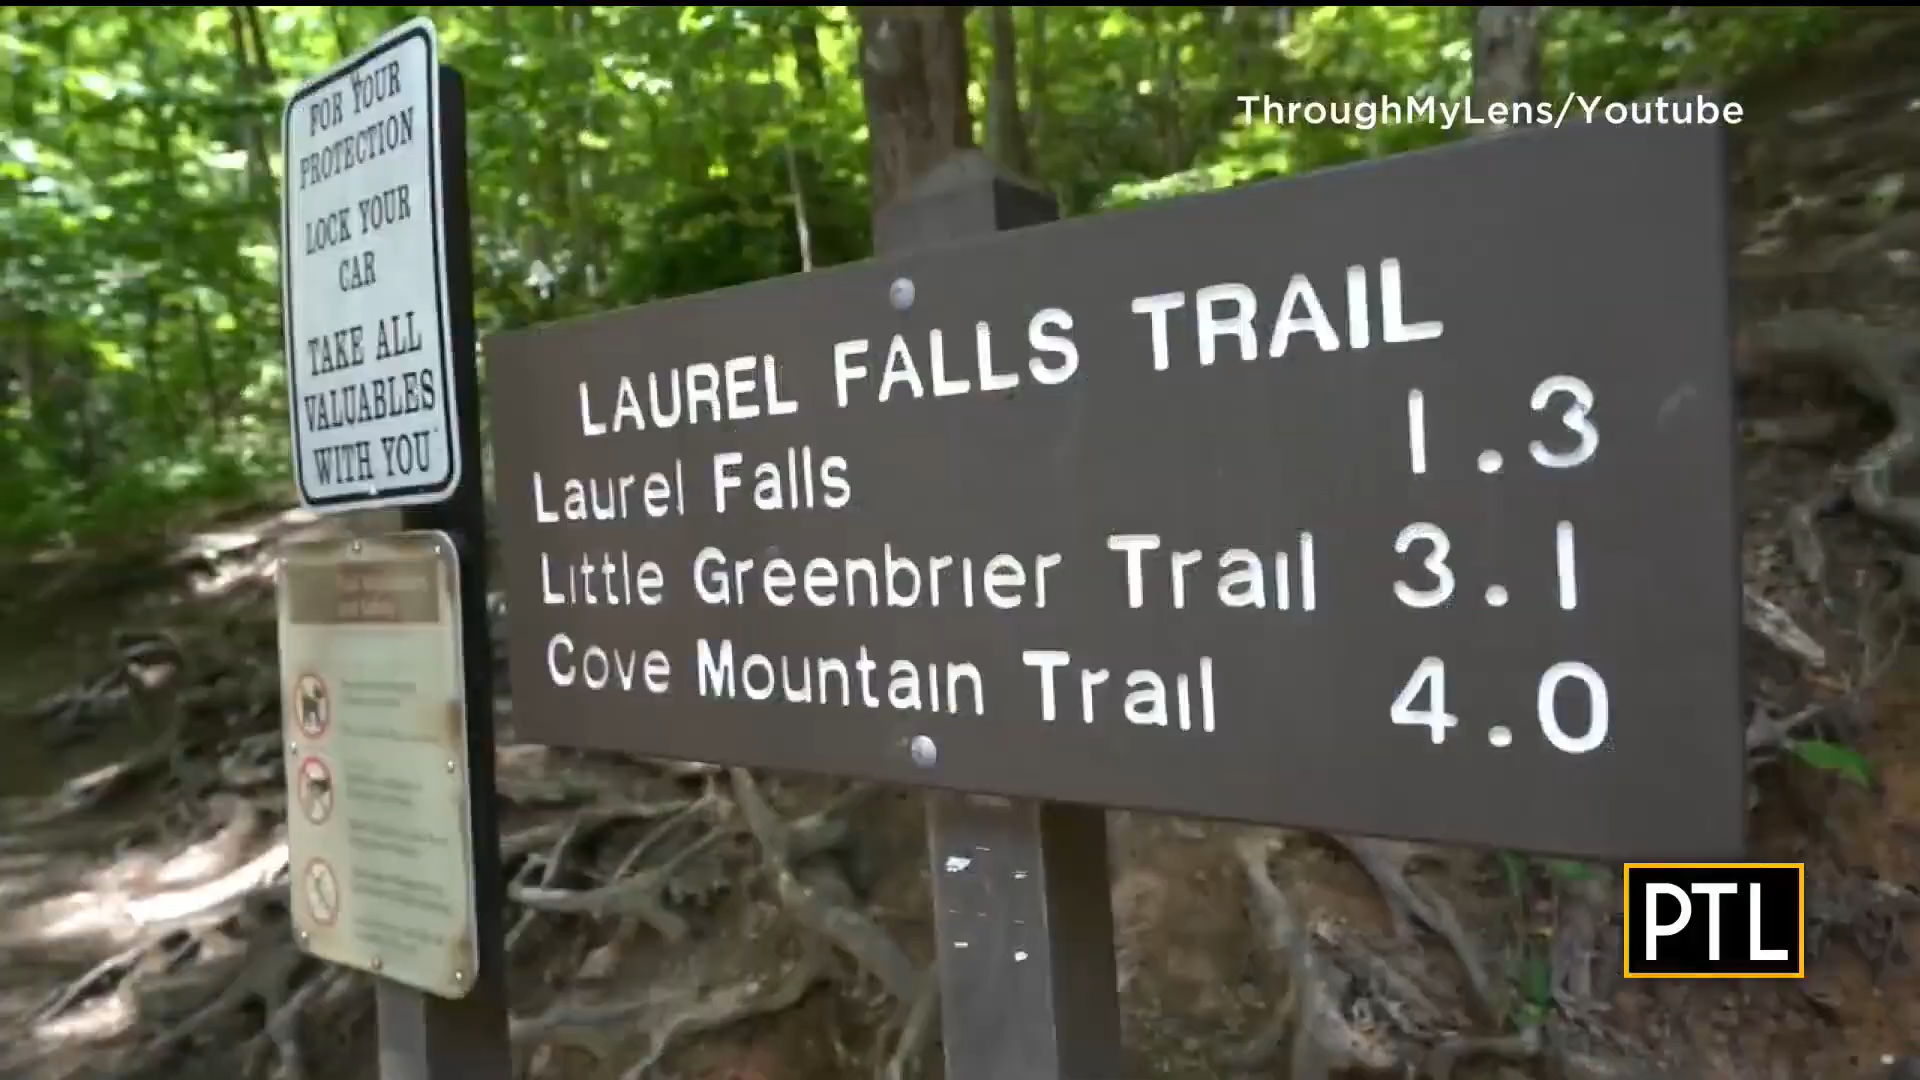 FOR YOUR
PROTECTION
LOCK YOUR
CAR
TAKE ALL
VALUABLES
WITH YOU
ThroughMyLens/Youtube
LAUREL FALLS TRAIL
Laurel Falls 1.3
Little Greenbrier Trail 3.1
Cove Mountain Trail 4.0
PTL